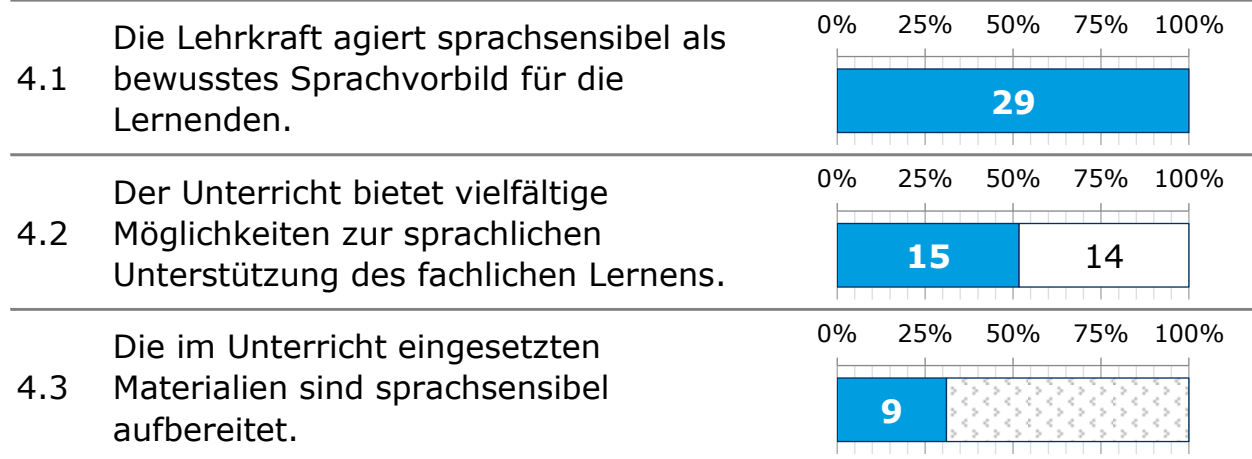 0% 25% 50% 75% 100%
Die Lehrkraft agiert sprachsensibel als
4.1 bewusstes Sprachvorbild für die
Lernenden.
29
0% 25% 50% 75% 100%
Der Unterricht bietet vielfältige
4.2 Möglichkeiten zur sprachlichen
Unterstützung des fachlichen Lernens.
15 14
0% 25% 50% 75% 100%
Die im Unterricht eingesetzten
4.3 Materialien sind sprachsensibel
aufbereitet.
9